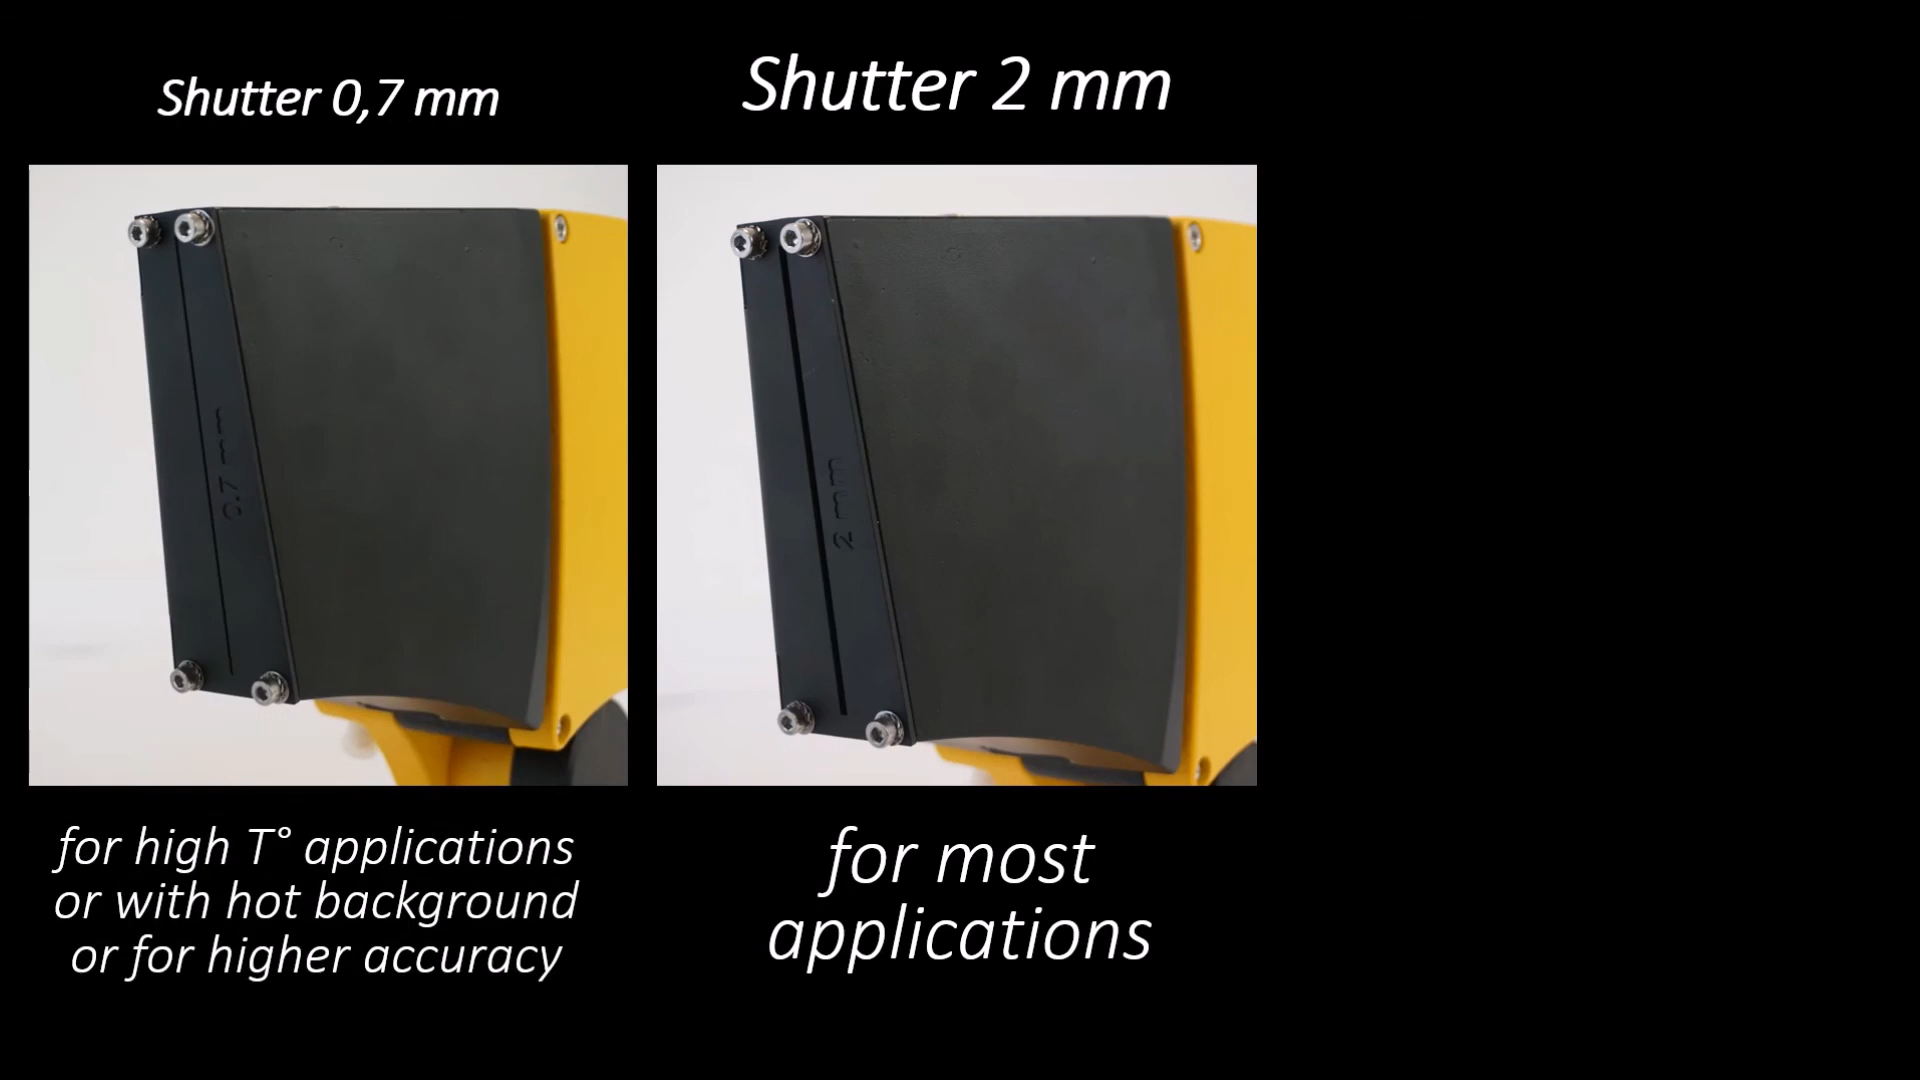 Shutter 0,7 mm
Shutter 2 mm
0.7 mm
2 mm
for high T° applications
or with hot background
or for higher accuracy
for most
applications